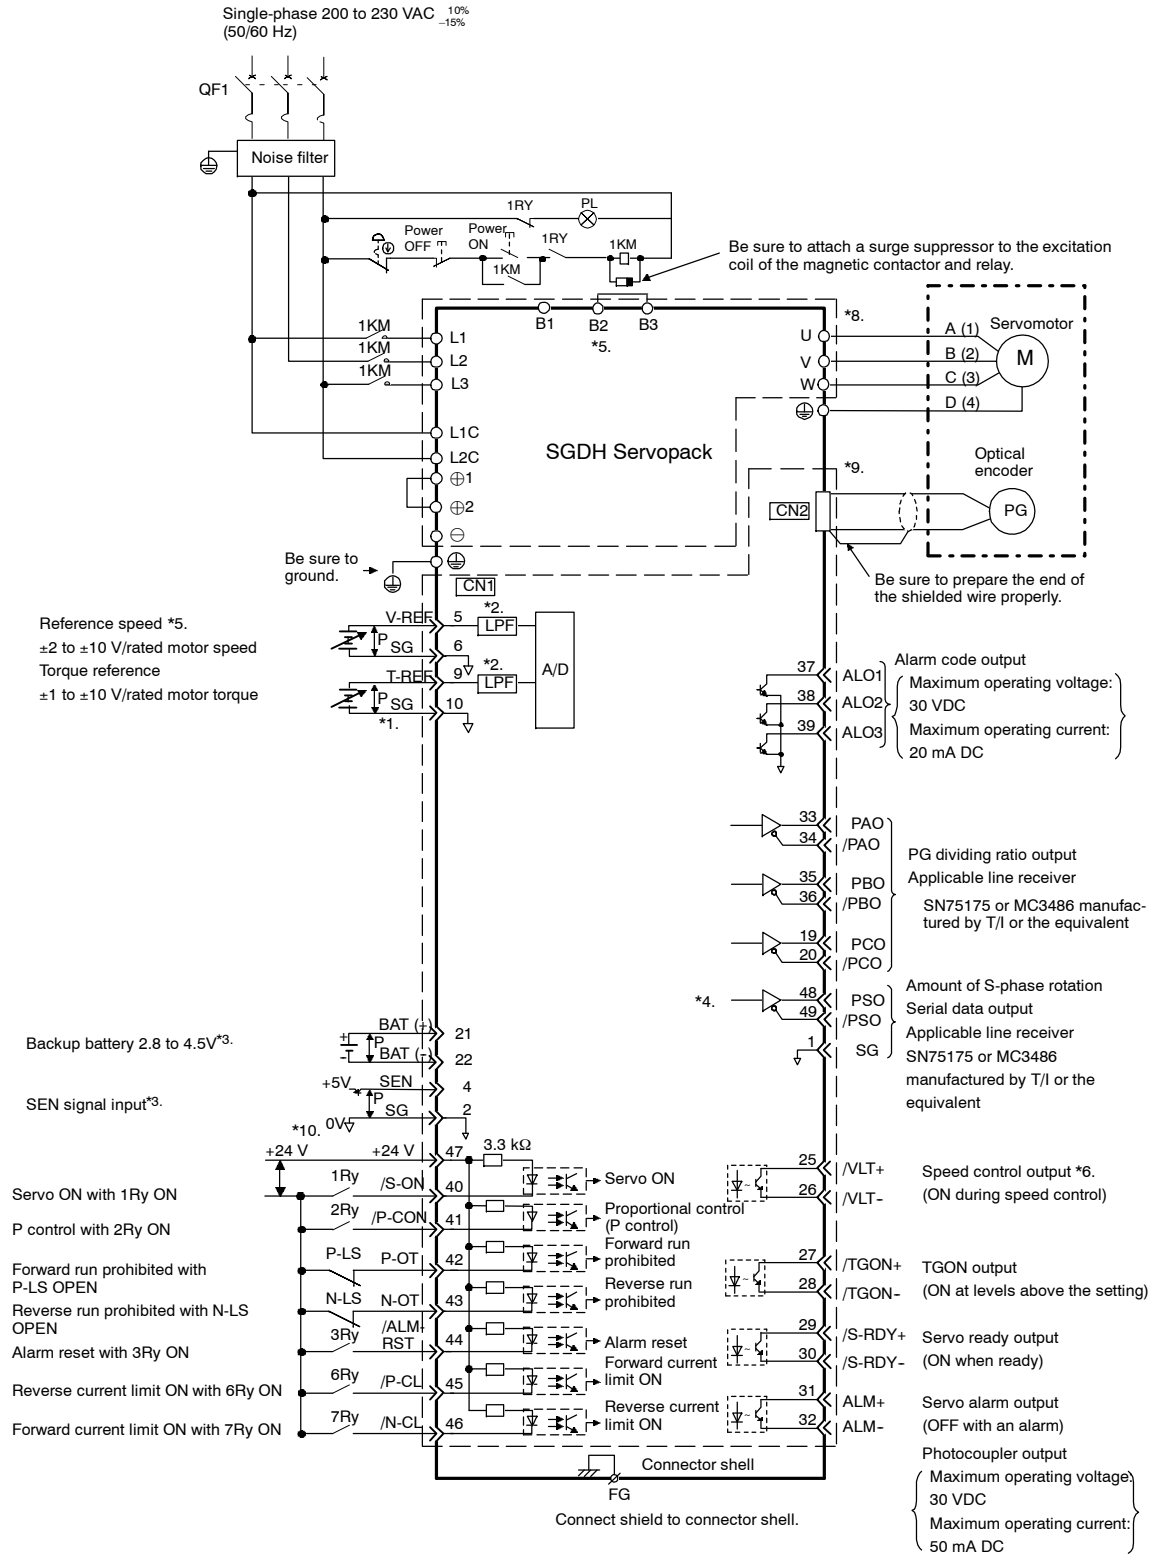 Single-phase 200 to 230 VAC 10% −15%
(50/60 Hz)
QF1
Noise filter
1RY
PL
Power
OFF
Power
ON
1RY
1KM
1KM
Be sure to attach a surge suppressor to the excitation
coil of the magnetic contactor and relay.
B1
B2
B3
*5.
*8.
1KM
L1
1KM
L2
1KM
L3
L1C
L2C
⊕1
⊕2
⊖
SGDH Servopack
U
V
W
A (1)
B (2)
C (3)
D (4)
Servomotor
M
*9.
Optical
encoder
CN2
PG
Be sure to
ground.
CN1
Be sure to prepare the end of
the shielded wire properly.
Reference speed *5.
±2 to ±10 V/rated motor speed
Torque reference
±1 to ±10 V/rated motor torque
V-REF
5
*2.
LPF
P
SG
6
T-REF
9
*2.
LPF
P
SG
10
*1.
A/D
37
ALO1
38
ALO2
39
ALO3
Alarm code output
Maximum operating voltage:
30 VDC
Maximum operating current:
20 mA DC
33
PAO
34
/PAO
35
PBO
36
/PBO
19
PCO
20
/PCO
PG dividing ratio output
Applicable line receiver
SN75175 or MC3486 manufac-
tured by T/I or the equivalent
*4.
48
PSO
49
/PSO
1
SG
Amount of S-phase rotation
Serial data output
Applicable line receiver
SN75175 or MC3486
manufactured by T/I or the
equivalent
Backup battery 2.8 to 4.5V*3.
+
-
BAT (+)
21
P
BAT (-)
22
SEN signal input*3.
+5V
SEN
4
P
0V
SG
2
*10.
+24 V
+24 V
47
3.3 kΩ
Servo ON with 1Ry ON
1Ry
/S-ON
40
Servo ON
P control with 2Ry ON
2Ry
/P-CON
41
Proportional control
(P control)
Forward run prohibited with
P-LS OPEN
P-LS
P-OT
42
Forward run
prohibited
Reverse run prohibited with N-LS
OPEN
N-LS
N-OT
43
Reverse run
prohibited
Alarm reset with 3Ry ON
3Ry
/ALM-
RST
44
Alarm reset
Reverse current limit ON with 6Ry ON
6Ry
/P-CL
45
Forward current
limit ON
Forward current limit ON with 7Ry ON
7Ry
/N-CL
46
Reverse current
limit ON
25
/VLT+
26
/VLT−
Speed control output *6.
(ON during speed control)
27
/TGON+
28
/TGON−
TGON output
(ON at levels above the setting)
29
/S-RDY+
30
/S-RDY−
Servo ready output
(ON when ready)
31
ALM+
32
ALM−
Servo alarm output
(OFF with an alarm)
Photocoupler output
Maximum operating voltage:
30 VDC
Maximum operating current:
50 mA DC
Connector shell
FG
Connect shield to connector shell.